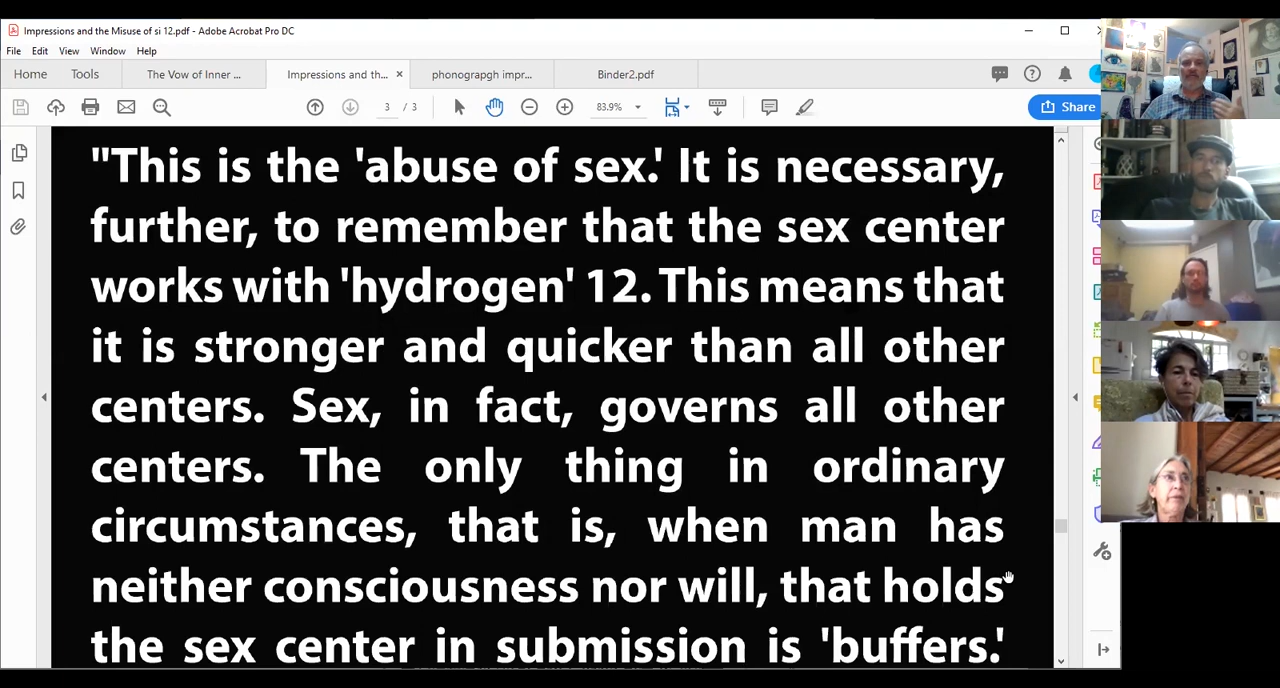 Impressions and the Misuse of si 12.pdf - Adobe Acrobat Pro DC
File Edit View Window Help
Home Tools The Vow of Inner ... Impressions and th... × phonograpgh impr... Binder2.pdf
3 / 3 83.9% Share
"This is the 'abuse of sex.' It is necessary,
further, to remember that the sex center
works with 'hydrogen' 12. This means that
it is stronger and quicker than all other
centers. Sex, in fact, governs all other
centers. The only thing in ordinary
circumstances, that is, when man has
neither consciousness nor will, that holds
the sex center in submission is 'buffers.'